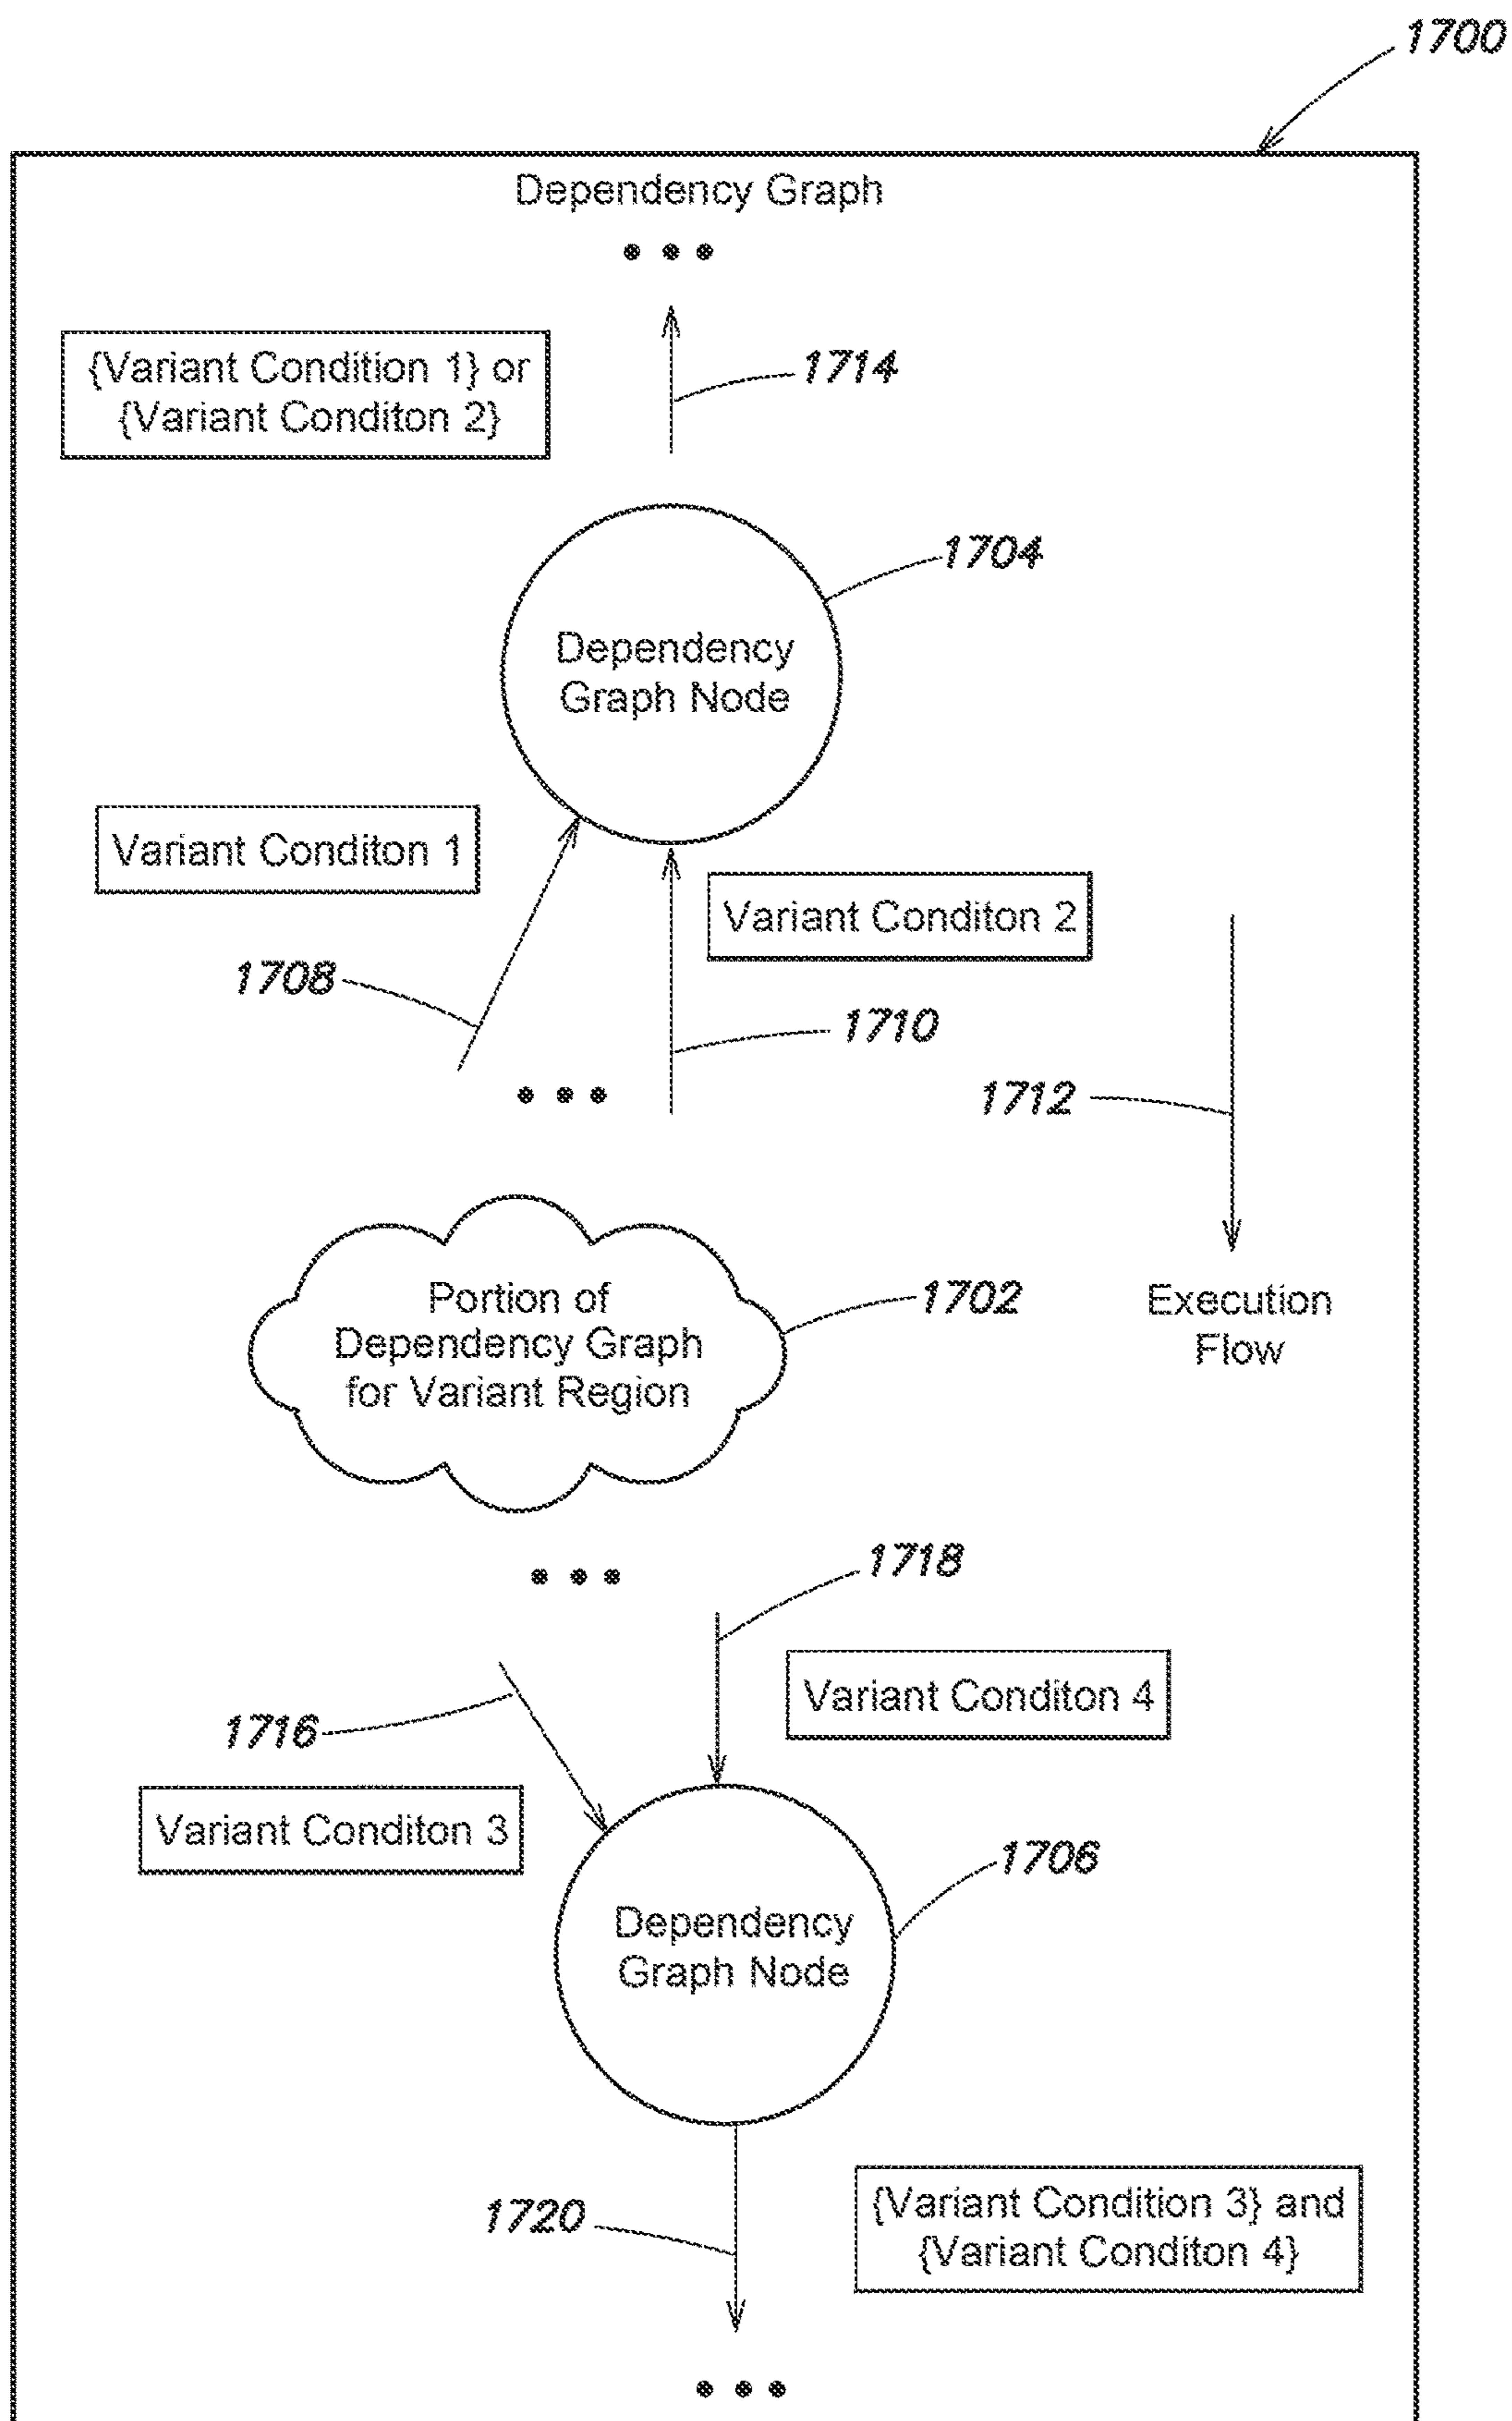 1700
Dependency Graph
{Variant Condition 1} or
{Variant Conditon 2}
1714
1704
Dependency
Graph Node
Variant Conditon 1
Variant Conditon 2
1708
1710
1712
Portion of
Dependency Graph
for Variant Region
1702
Execution
Flow
1718
Variant Conditon 4
1716
Variant Conditon 3
1706
Dependency
Graph Node
1720
{Variant Condition 3} and
{Variant Conditon 4}